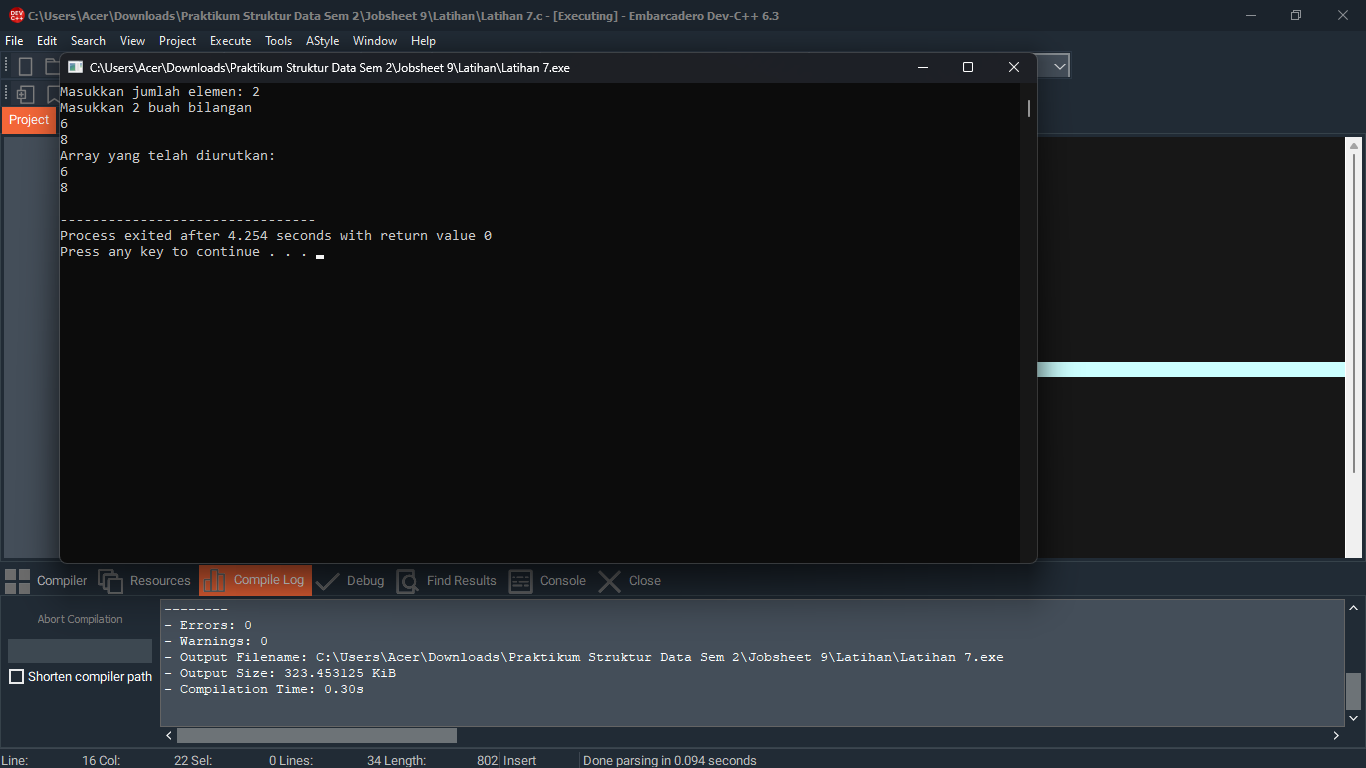 C:\Users\Acer\Downloads\Praktikum Struktur Data Sem 2\Jobsheet 9\Latihan\Latihan 7.c - [Executing] - Embarcadero Dev-C++ 6.3
File Edit Search View Project Execute Tools AStyle Window Help
C:\Users\Acer\Downloads\Praktikum Struktur Data Sem 2\Jobsheet 9\Latihan\Latihan 7.exe
Project
Masukkan jumlah elemen: 2
Masukkan 2 buah bilangan
6
8
Array yang telah diurutkan:
6
8
--------------------------------
Process exited after 4.254 seconds with return value 0
Press any key to continue . . .
Compiler Resources Compile Log Debug Find Results Console Close
Abort Compilation
Shorten compiler path
--------
- Errors: 0
- Warnings: 0
- Output Filename: C:\Users\Acer\Downloads\Praktikum Struktur Data Sem 2\Jobsheet 9\Latihan\Latihan 7.exe
- Output Size: 323.453125 KiB
- Compilation Time: 0.30s
Line: 16 Col: 22 Sel: 0 Lines: 34 Length: 802 Insert Done parsing in 0.094 seconds